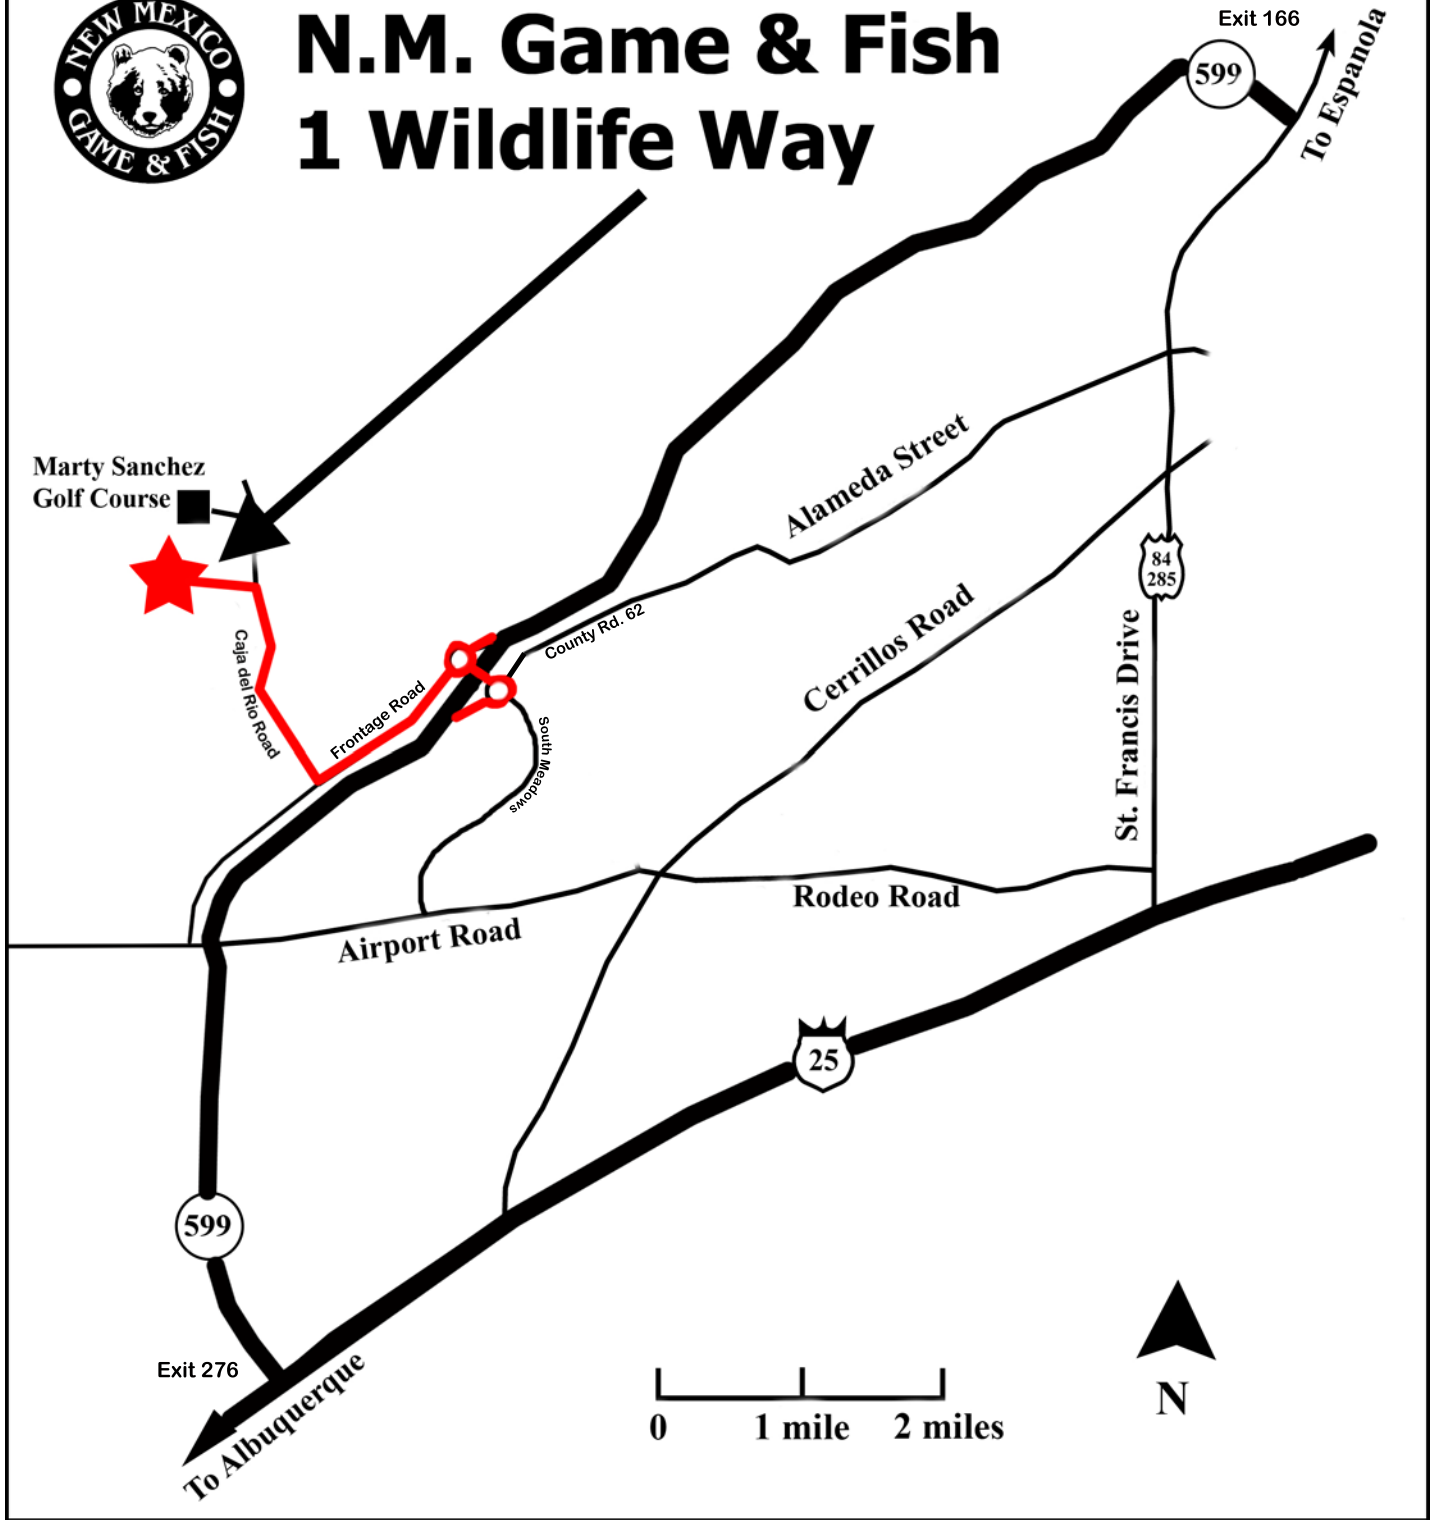 NEW MEXICO
GAME & FISH
N.M. Game & Fish
1 Wildlife Way
Exit 166
599
To Espanola
Marty Sanchez
Golf Course
Alameda Street
County Rd. 62
Cerrillos Road
84
285
St. Francis Drive
Caja del Rio Road
Frontage Road
South Meadows
Rodeo Road
Airport Road
25
599
Exit 276
To Albuquerque
0 1 mile 2 miles
N